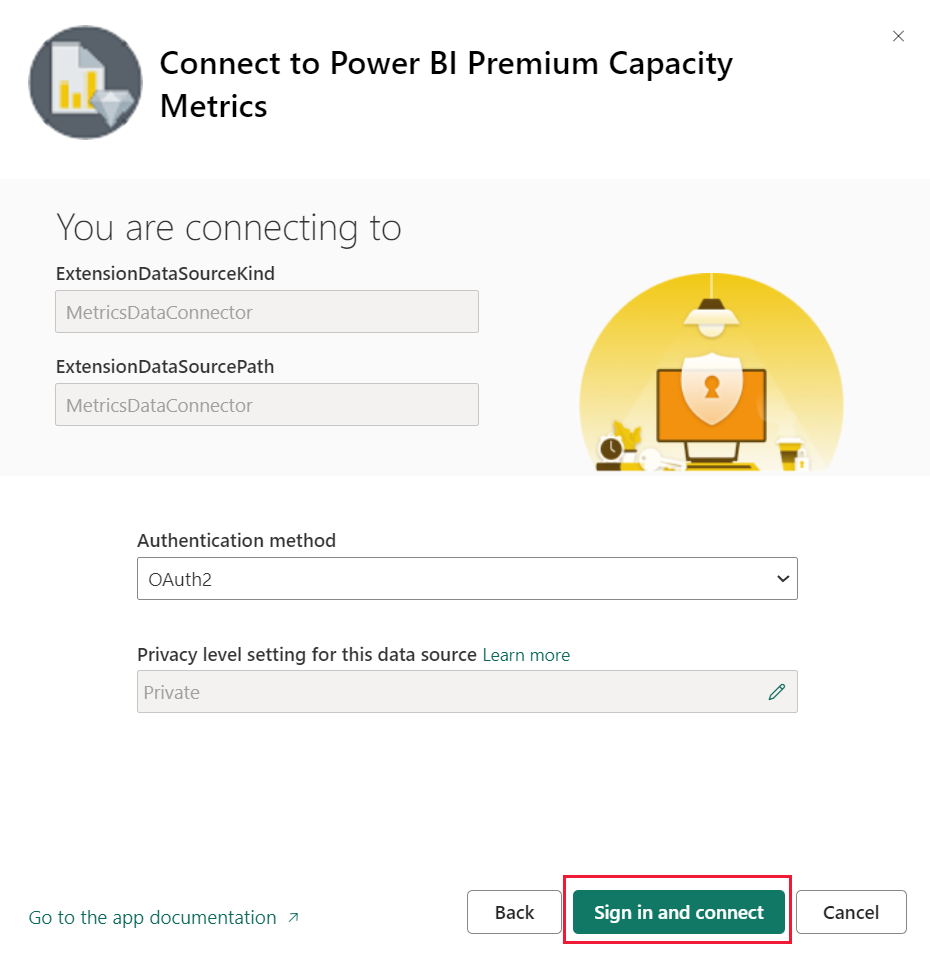 Connect to Power BI Premium Capacity
Metrics
You are connecting to
ExtensionDataSourceKind
MetricsDataConnector
ExtensionDataSourcePath
MetricsDataConnector
Authentication method
OAuth2
Privacy level setting for this data source Learn more
Private
Go to the app documentation
Back
Sign in and connect
Cancel